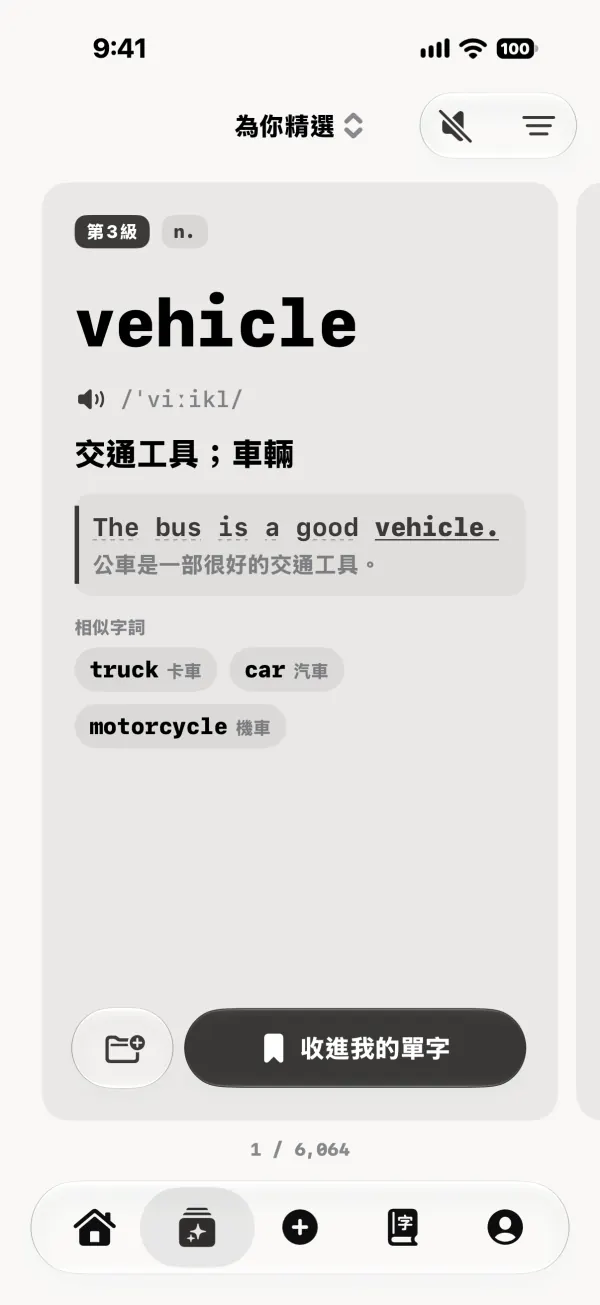 9:41
100
為你精選
第3級 n.
vehicle
/ˈviːikl/
交通工具；車輛
The bus is a good vehicle.
公車是一部很好的交通工具。
相似字詞
truck 卡車 car 汽車
motorcycle 機車
收進我的單字
1 / 6,064
字